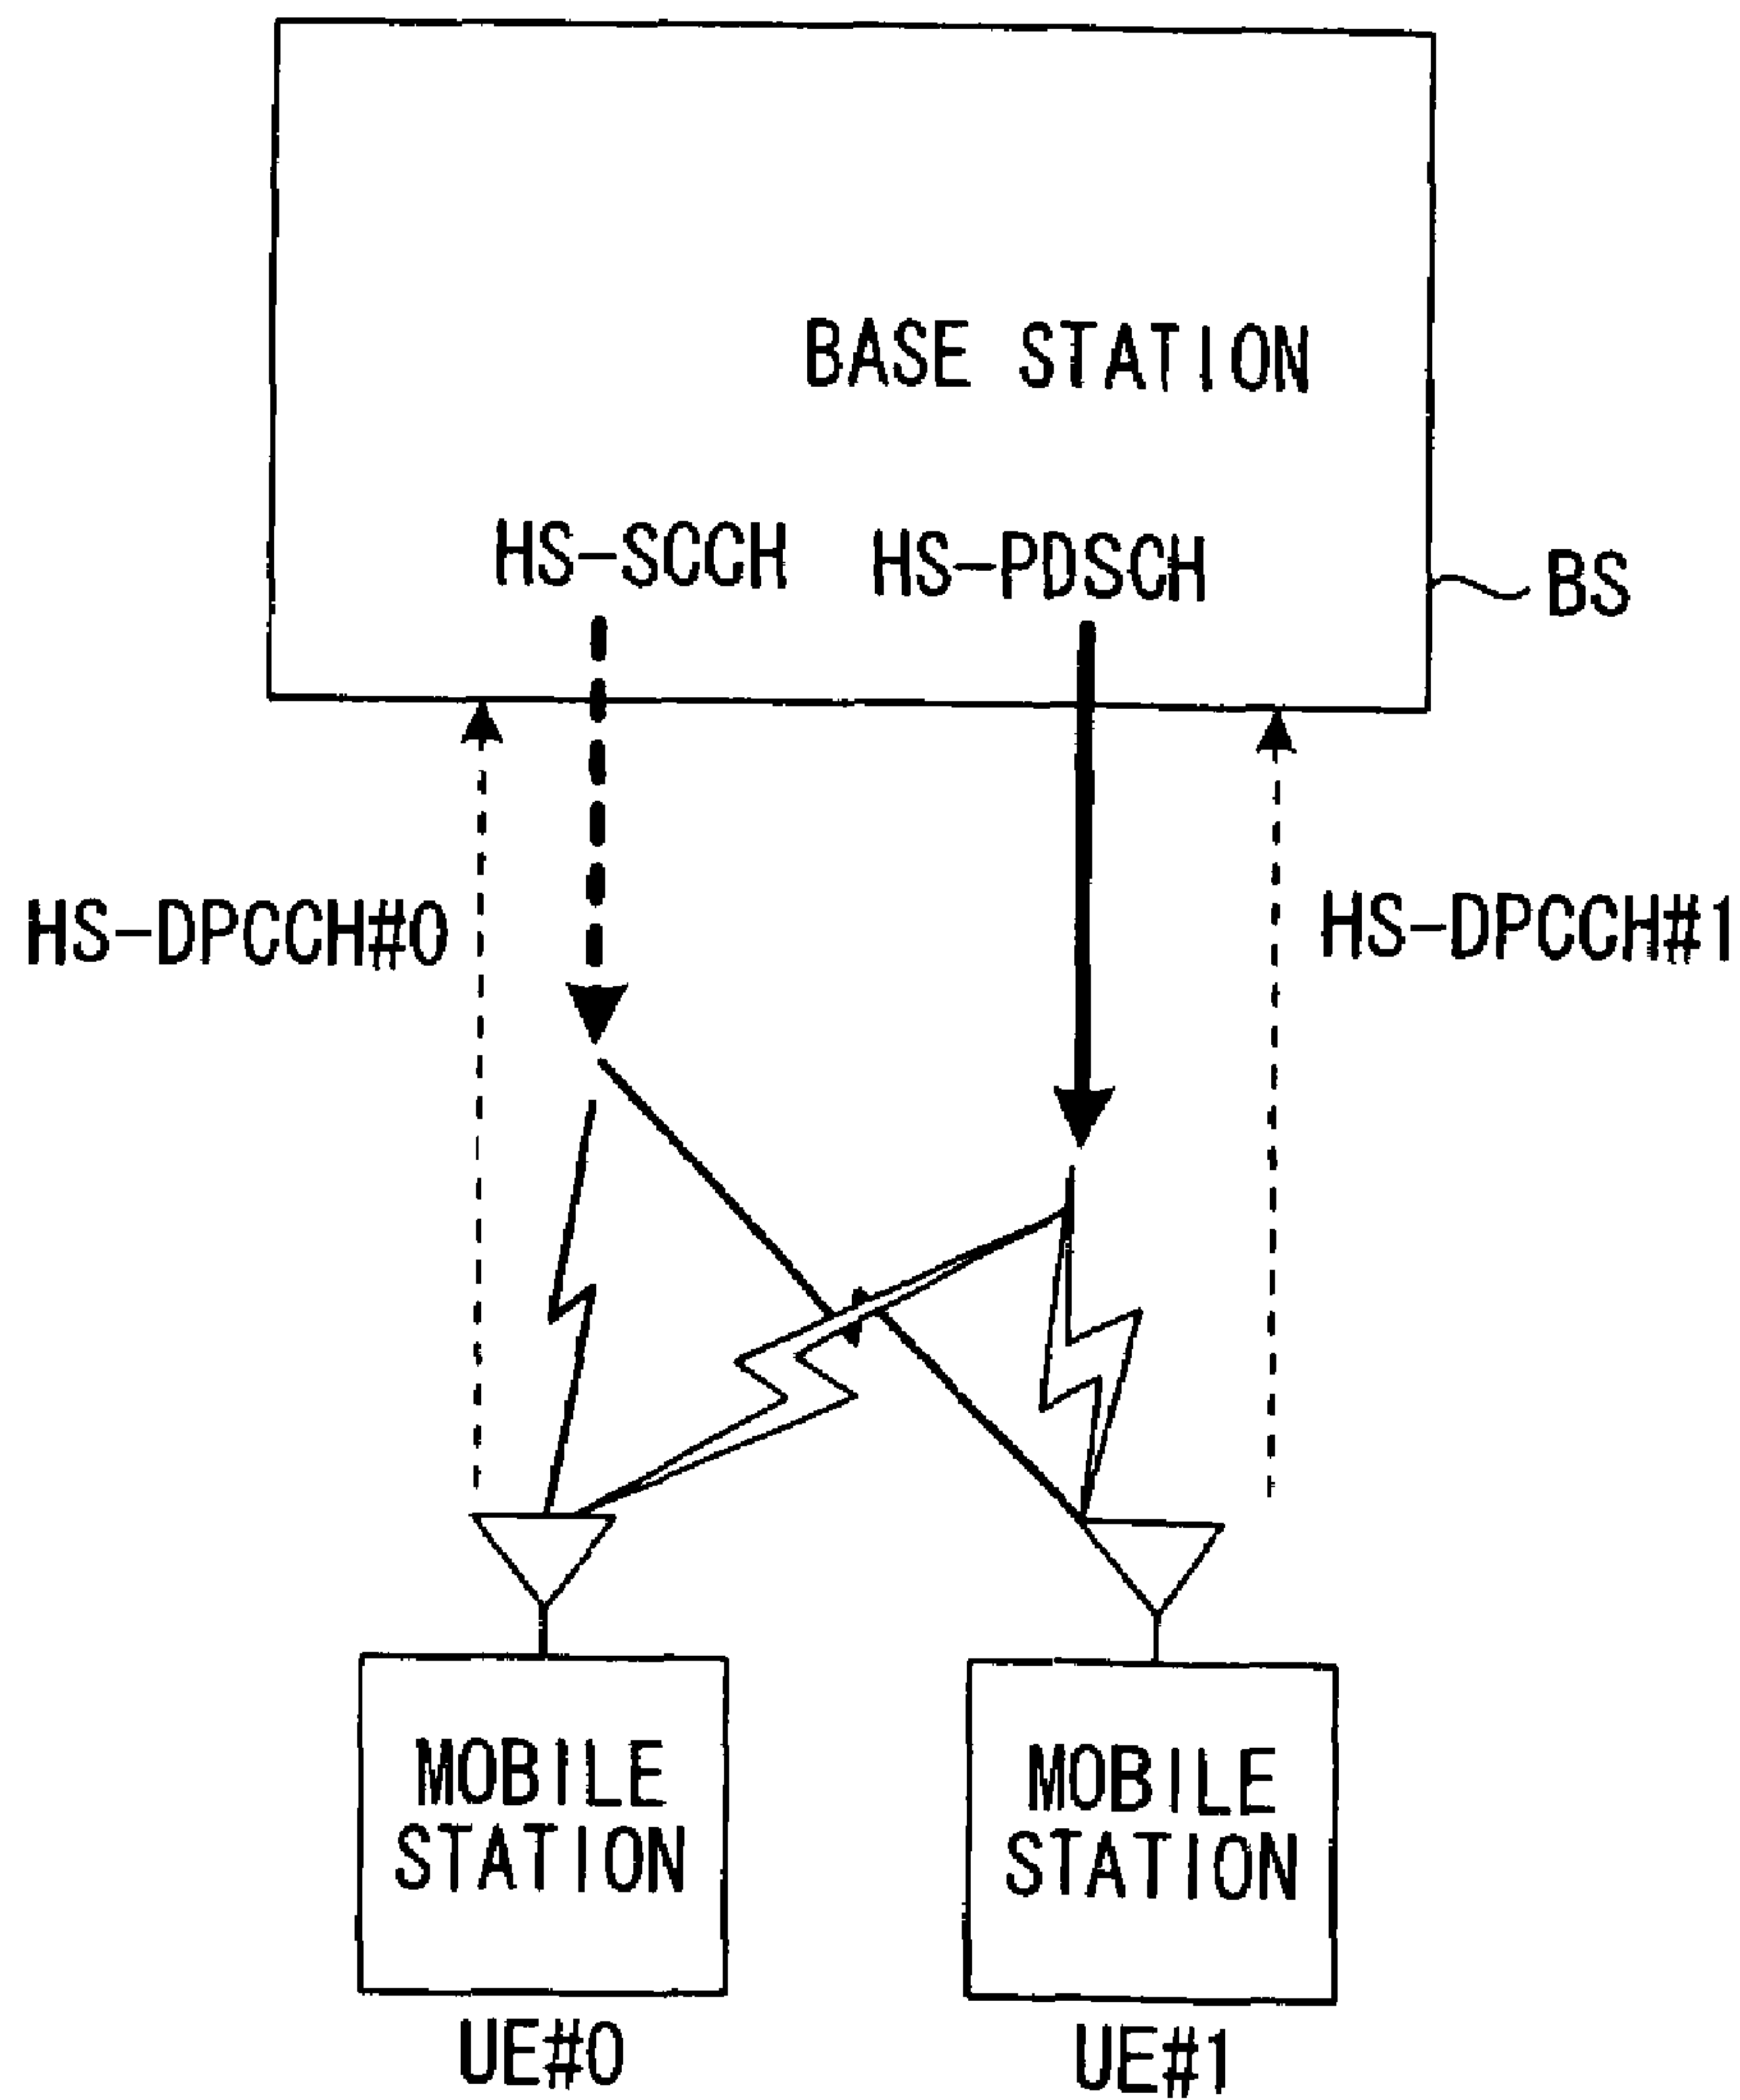 BASE STATION
HS-SCCH
HS-PDSCH
BS
HS-DPCCH#0
HS-DPCCH#1
MOBILE
STATION
MOBILE
STATION
UE#0
UE#1